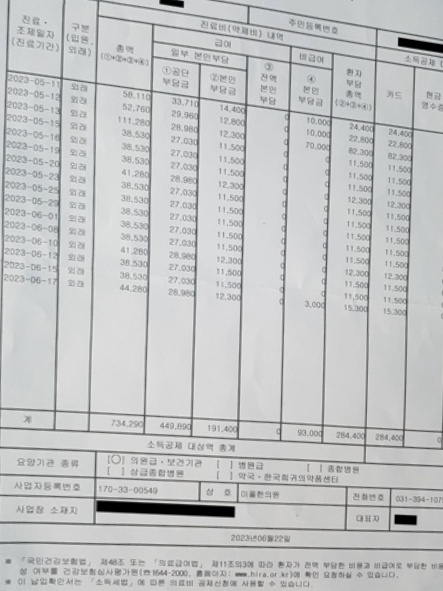 진료비(약제비) 내역
주민등록번호
진료·조제일자(진료기간) 구분(입원, 외래) 총액(①+②+③+④) 급여 비급여 환자 부담 총액(②+③+④) 소득공제
일부 본인부담 ③전액 본인 부담 ④본인 부담금 카드 현금 영수증
①공단 부담금 ②본인 부담금
2023-05-11 외래 58,110 33,710 14,400 0 10,000 24,400 24,400
2023-05-12 외래 52,760 29,960 12,800 0 10,000 22,800 22,800
2023-05-13 외래 111,280 28,980 12,300 0 70,000 82,300 82,300
2023-05-15 외래 38,530 27,030 11,500 0 11,500 11,500
2023-05-16 외래 38,530 27,030 11,500 0 11,500 11,500
2023-05-19 외래 38,530 27,030 11,500 0 11,500 11,500
2023-05-20 외래 41,280 28,980 12,300 0 12,300
2023-05-23 외래 38,530 27,030 11,500 0 11,500 11,500
2023-05-25 외래 38,530 27,030 11,500 0 11,500 11,500
2023-05-29 외래 38,530 27,030 11,500 0 11,500
2023-06-01 외래 38,530 27,030 11,500 0 11,500 11,500
2023-06-08 외래 38,530 27,030 11,500 0 11,500 11,500
2023-06-10 외래 41,280 28,980 12,300 0 12,300 12,300
2023-06-12 외래 38,530 27,030 11,500 0 11,500 11,500
2023-06-15 외래 38,530 27,030 11,500 0 11,500 11,500
2023-06-17 외래 44,280 28,980 12,300 0 3,000 15,300 15,300
계 734,290 449,890 191,400 0 93,000 284,400 284,400 0
소득공제 대상액 총계
요양기관 종류 [○] 의원급·보건기관 [ ] 병원급 [ ] 종합병원
[ ] 상급종합병원 [ ] 약국·한국희귀의약품센터
사업자등록번호 170-33-00549 상 호 미올한의원 전화번호 031-394-107
사업장 소재지 대표자
2023년06월22일
* 「국민건강보험법」 제48조 또는 「의료급여법」 제11조의3에 따라 환자가 전액 부담한 비용과 비급여로 부담한 비용의
성 여부를 건강보험심사평가원(☎1644-2000, 홈페이지: www.hira.or.kr)에 확인 요청하실 수 있습니다.
* 이 납입확인서는 「소득세법」에 따른 의료비 공제신청에 사용할 수 있습니다.